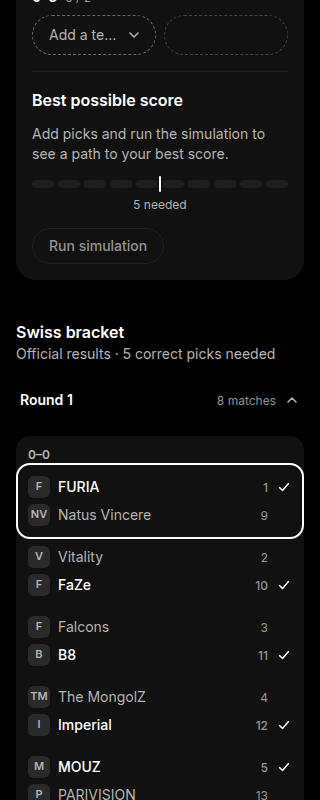 Add a te...
Best possible score
Add picks and run the simulation to
see a path to your best score.
5 needed
Run simulation
Swiss bracket
Official results · 5 correct picks needed
Round 1 8 matches
0–0
F FURIA 1
NV Natus Vincere 9
V Vitality 2
F FaZe 10
F Falcons 3
B B8 11
TM The MongolZ 4
I Imperial 12
M MOUZ 5
P PARIVISION 13